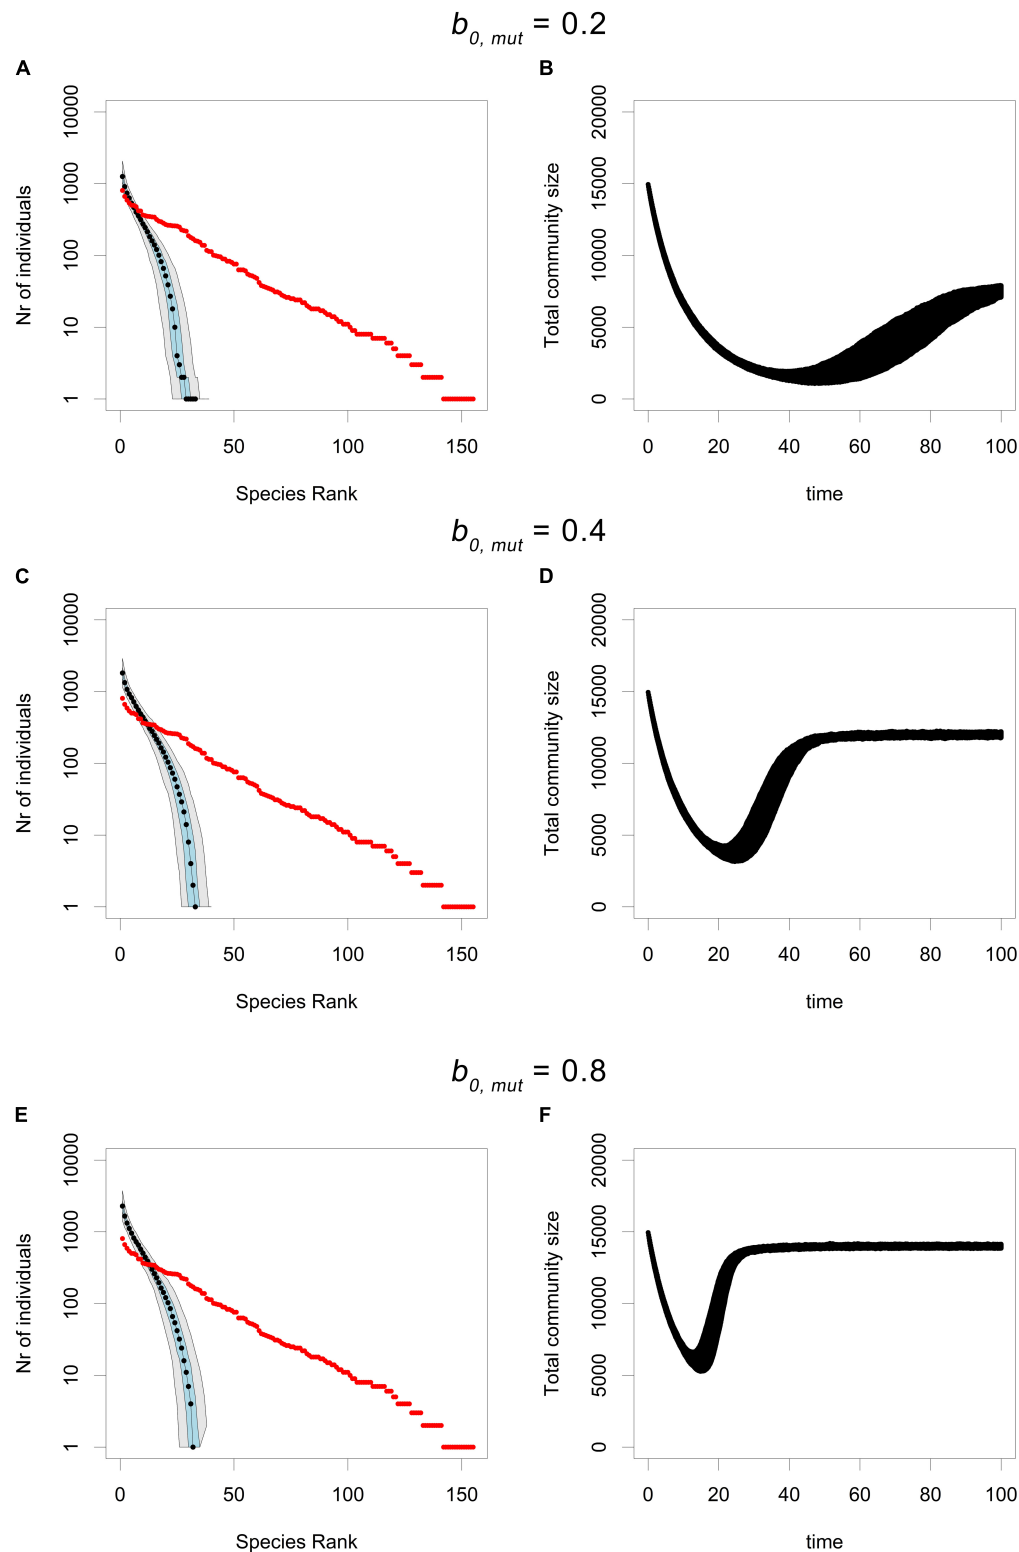 b0, mut = 0.2
A
B
Nr of individuals
1 10 100 1000 10000
0 50 100 150
Species Rank
Total community size
0 5000 10000 15000 20000
0 20 40 60 80 100
time
b0, mut = 0.4
C
D
Nr of individuals
1 10 100 1000 10000
0 50 100 150
Species Rank
Total community size
0 5000 10000 15000 20000
0 20 40 60 80 100
time
b0, mut = 0.8
E
F
Nr of individuals
1 10 100 1000 10000
0 50 100 150
Species Rank
Total community size
0 5000 10000 15000 20000
0 20 40 60 80 100
time